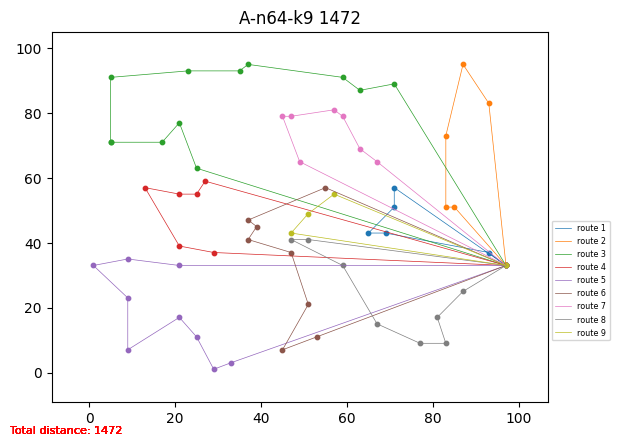 A-n64-k9 1472
100
80
60
40
20
0
0 20 40 60 80 100
route 1
route 2
route 3
route 4
route 5
route 6
route 7
route 8
route 9
Total distance: 1472